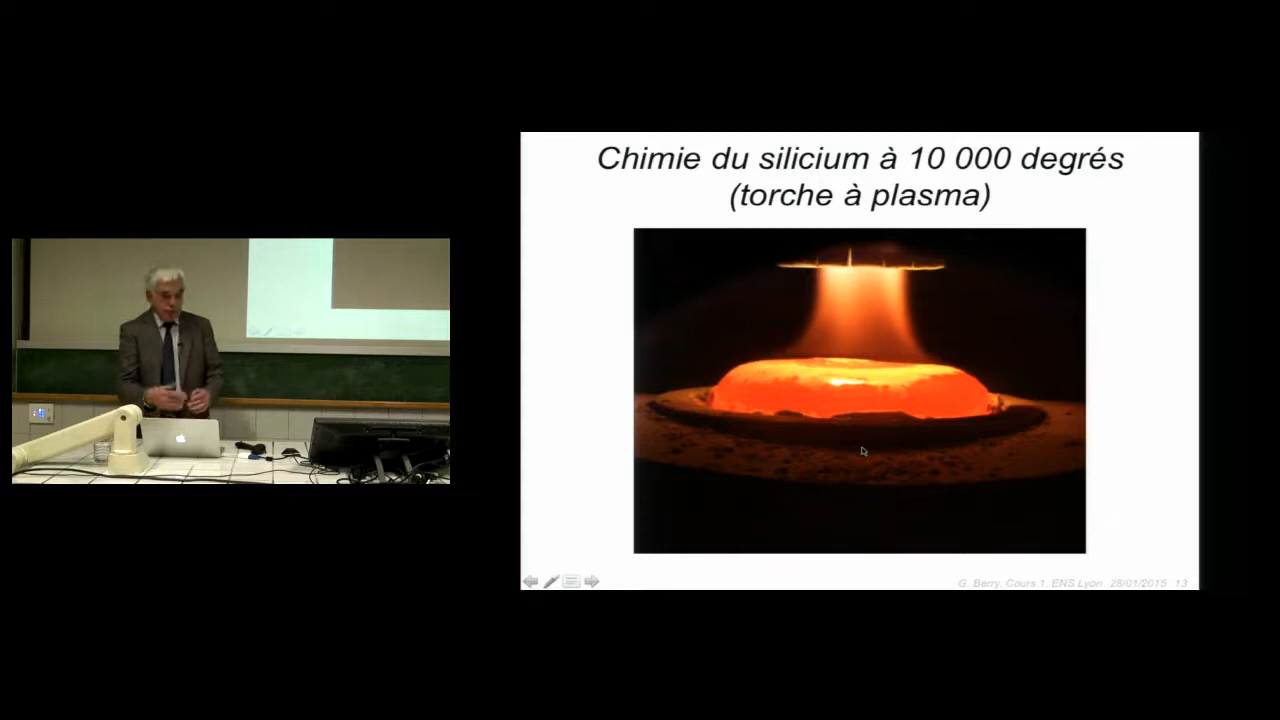 Chimie du silicium à 10 000 degrés
(torche à plasma)
G. Berry, Cours 1, ENS Lyon 28/01/2015 13